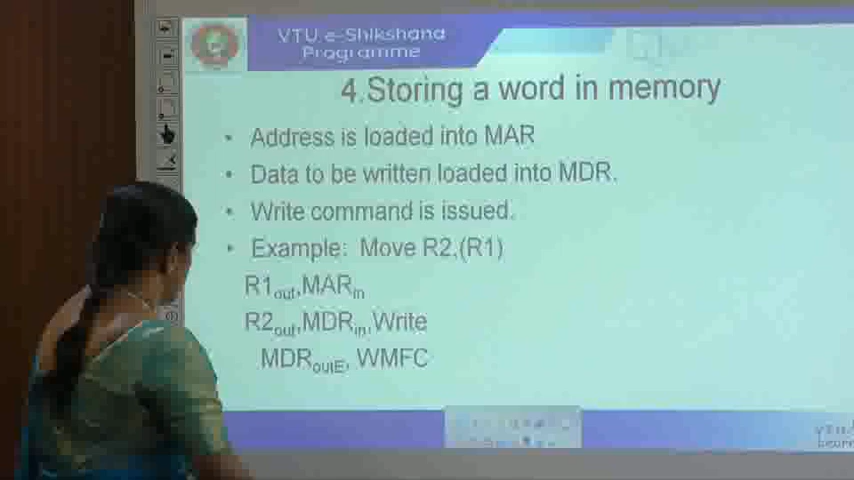 VTU e-Shikshana
Programme
4.Storing a word in memory
• Address is loaded into MAR
• Data to be written loaded into MDR.
• Write command is issued.
• Example: Move R2,(R1)
R1out,MARin
R2out,MDRin,Write
MDRoutE, WMFC